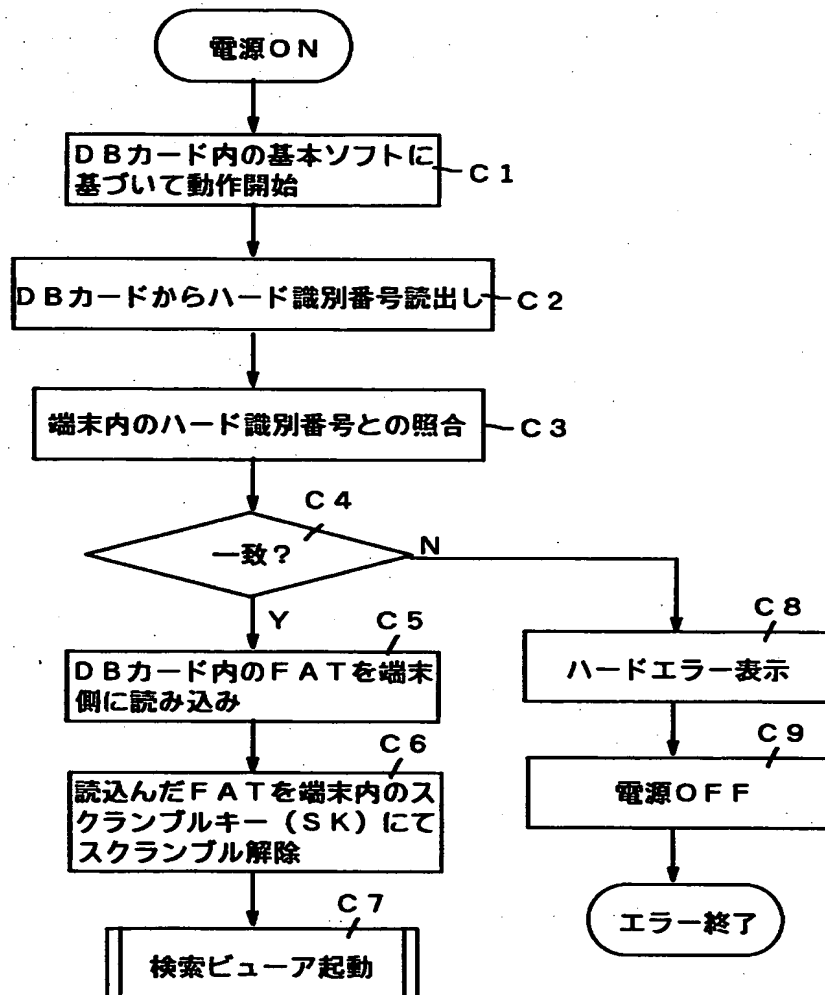 電源ON
DBカード内の基本ソフトに
基づいて動作開始
C1
DBカードからハード識別番号読出し
C2
端末内のハード識別番号との照合
C3
C4
一致?
N
Y
C5
DBカード内のFATを端末
側に読み込み
C6
読込んだFATを端末内のス
クランブルキー(SK)にて
スクランブル解除
C7
検索ビューア起動
C8
ハードエラー表示
C9
電源OFF
エラー終了